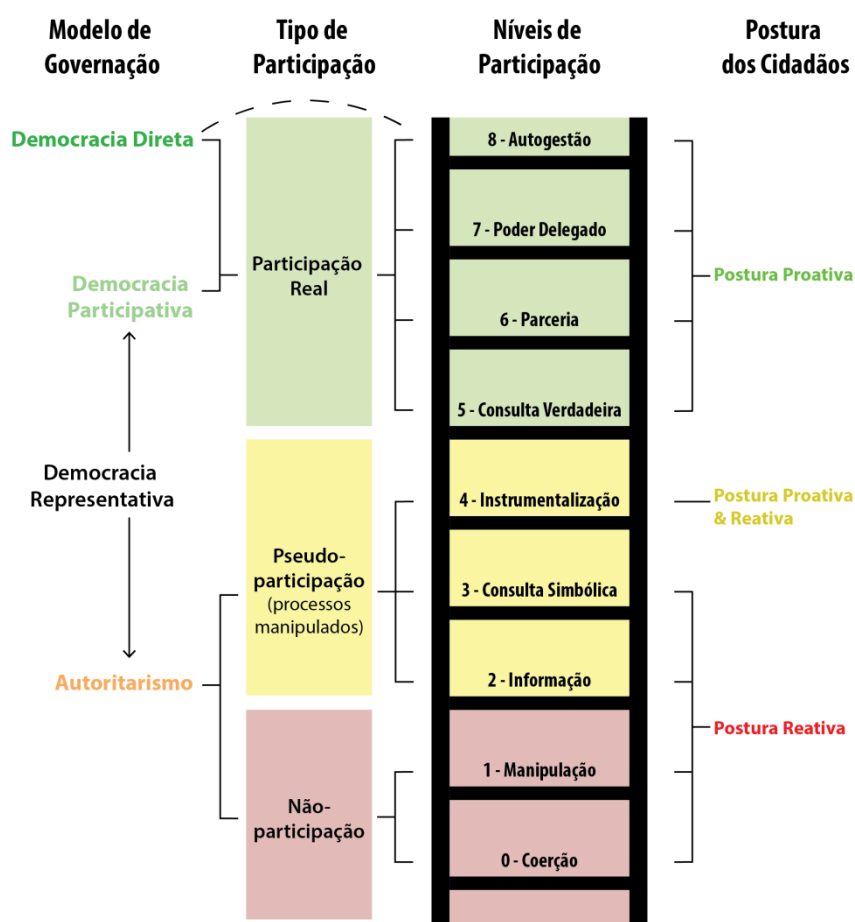 Modelo de
Governação
Tipo de
Participação
Níveis de
Participação
Postura
dos Cidadãos
Democracia Direta
Democracia
Participativa
Democracia
Representativa
Autoritarismo
Participação
Real
Pseudo-
participação
(processos
manipulados)
Não-
participação
8 - Autogestão
7 - Poder Delegado
6 - Parceria
5 - Consulta Verdadeira
4 - Instrumentalização
3 - Consulta Simbólica
2 - Informação
1 - Manipulação
0 - Coerção
Postura Proativa
Postura Proativa
& Reativa
Postura Reativa